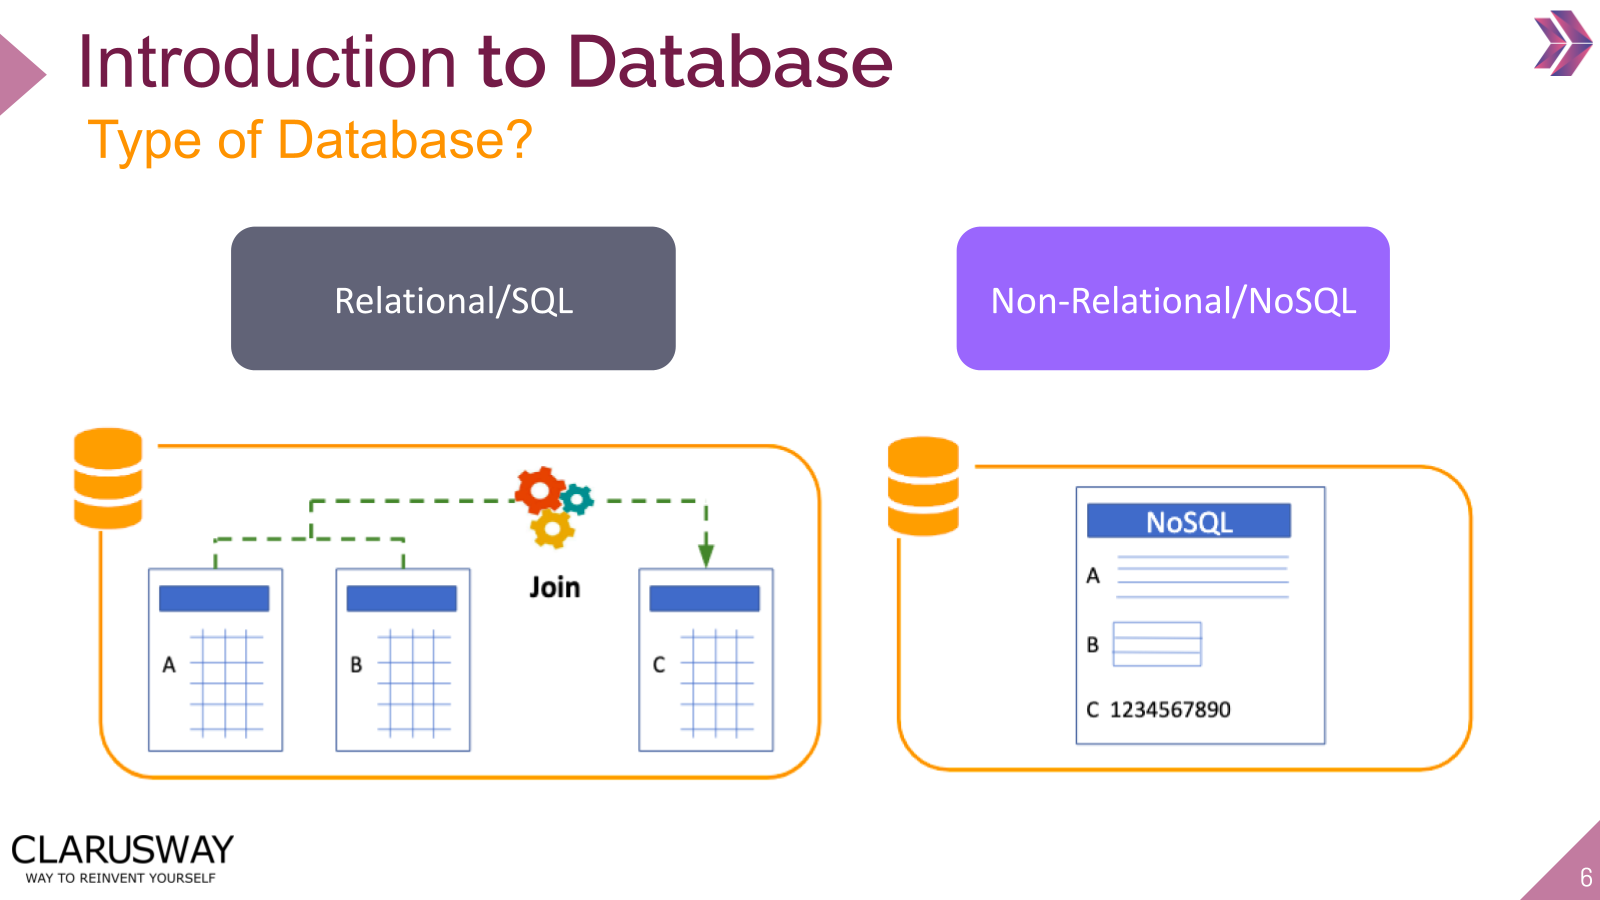 Introduction to Database
Type of Database?
Relational/SQL
Non-Relational/NoSQL
Join
A
B
C
NoSQL
A
B
C 1234567890
CLARUSWAY
WAY TO REINVENT YOURSELF
6